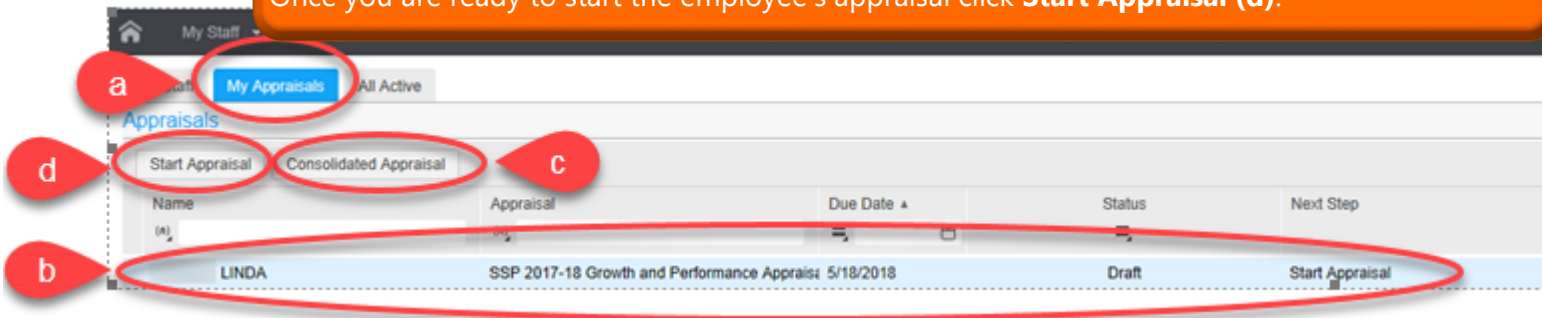 Once you are ready to start the employee's appraisal click Start Appraisal (d).
My Staff
a
My Appraisals
All Active
Appraisals
d
Start Appraisal
Consolidated Appraisal
c
Name
Appraisal
Due Date
Status
Next Step
b
LINDA
SSP 2017-18 Growth and Performance Appraisa
5/18/2018
Draft
Start Appraisal